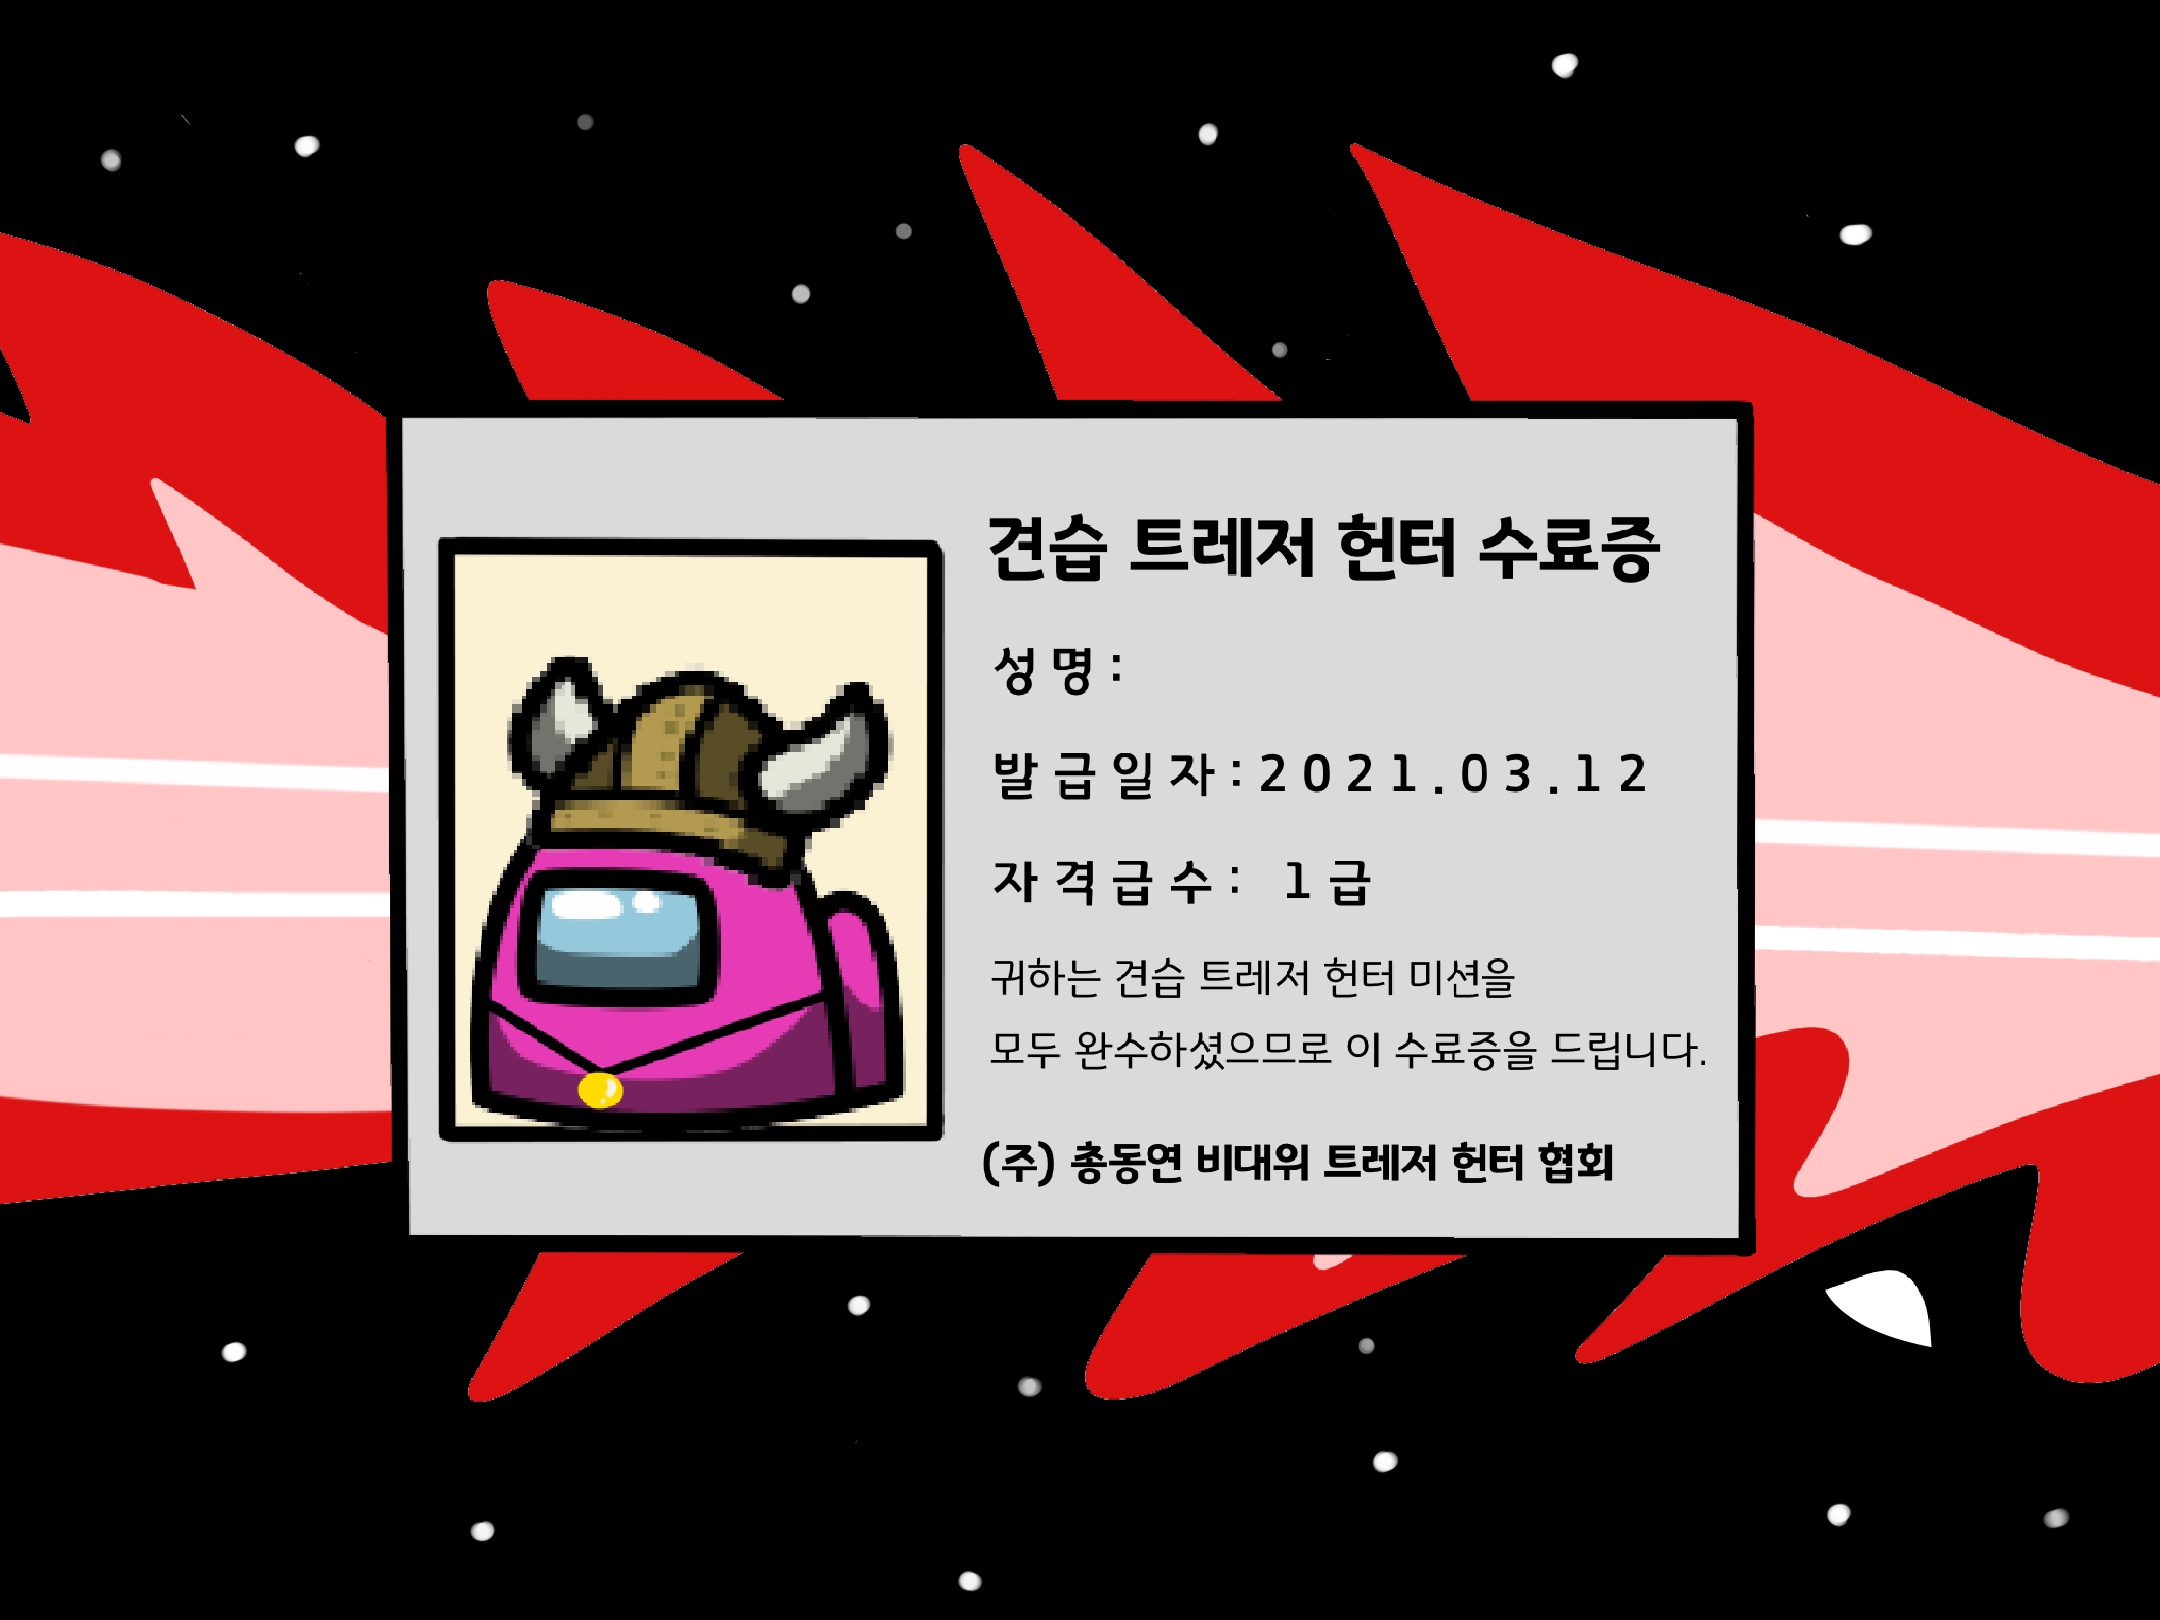 견습 트레저 헌터 수료증
성명:
발급일자:2021.03.12
자격급수: 1급
귀하는 견습 트레저 헌터 미션을
모두 완수하셨으므로 이 수료증을 드립니다.
(주) 총동연 비대위 트레저 헌터 협회